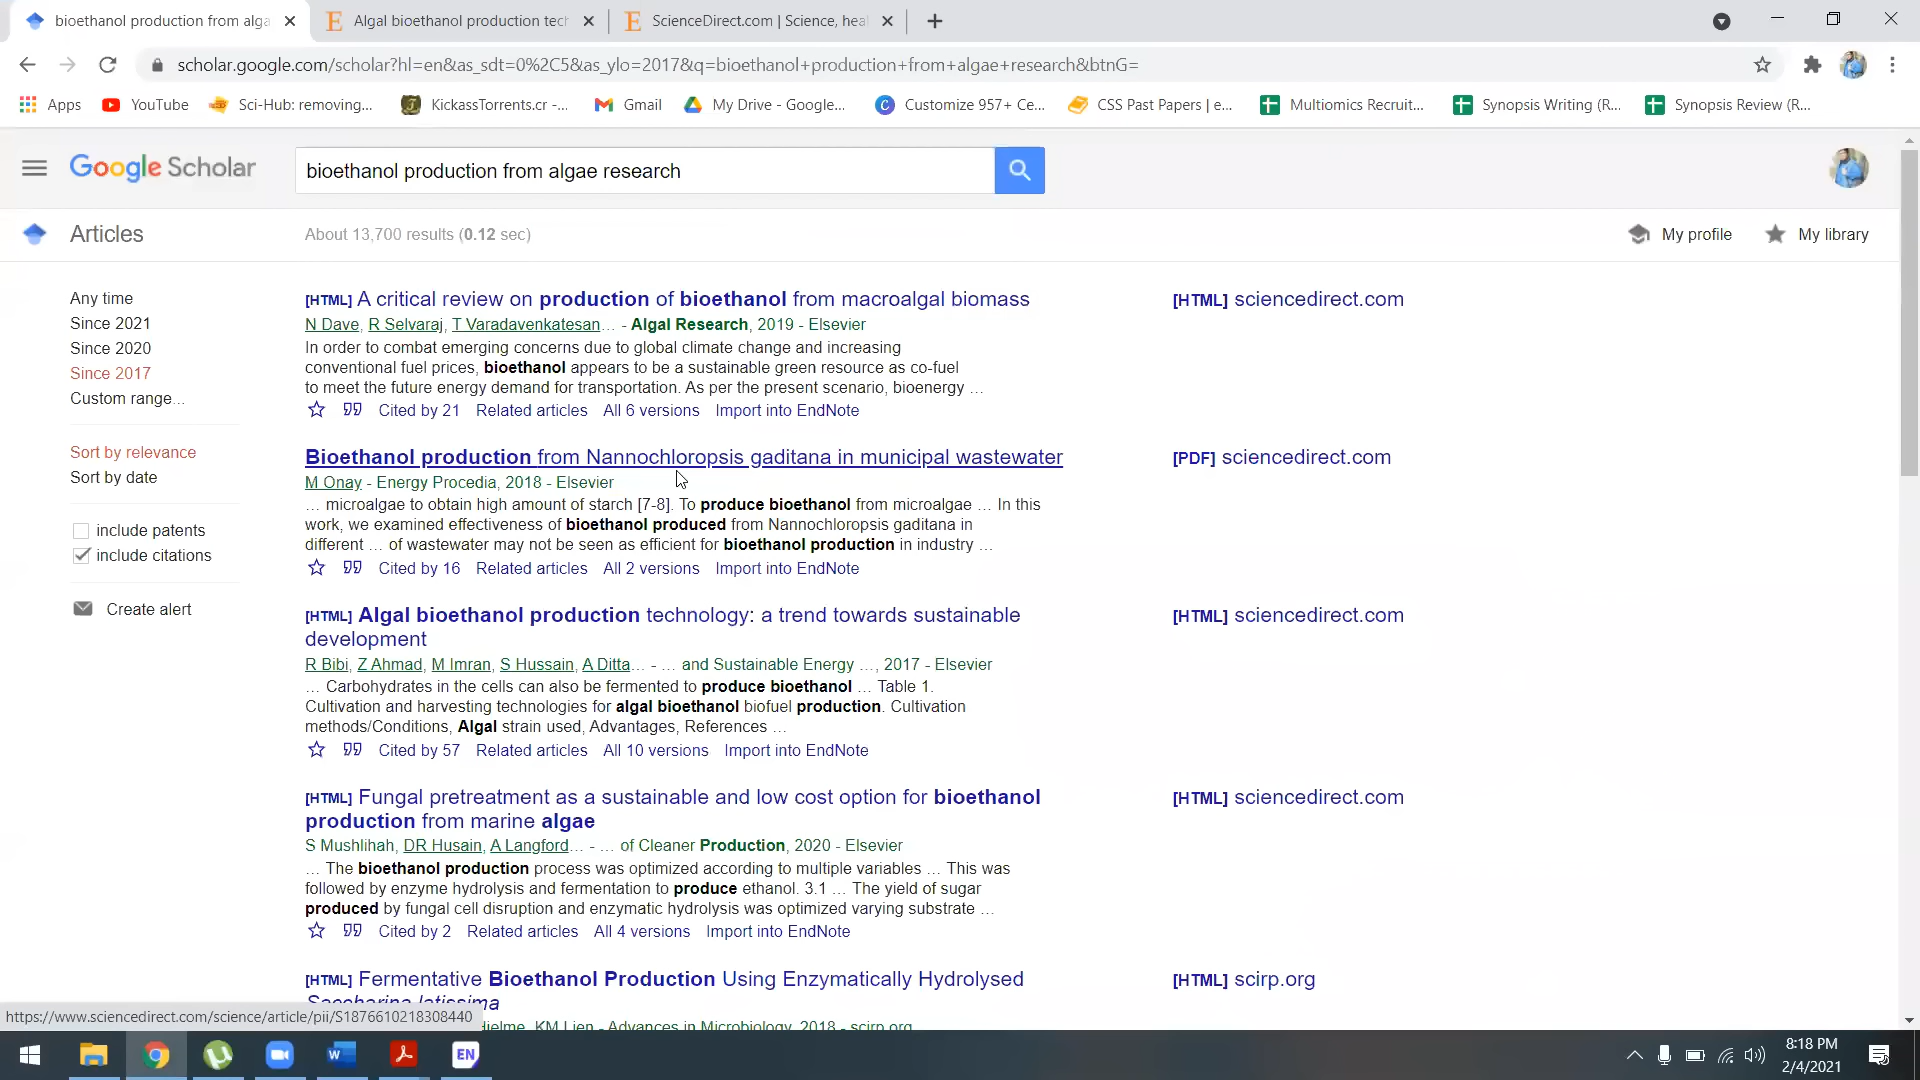 bioethanol production from alga
Algal bioethanol production tech
ScienceDirect.com | Science, heal
scholar.google.com/scholar?hl=en&as_sdt=0%2C5&as_ylo=2017&q=bioethanol+production+from+algae+research&btnG=
Apps YouTube Sci-Hub: removing... KickassTorrents.cr -... Gmail My Drive - Google... Customize 957+ Ce... CSS Past Papers | e... Multiomics Recruit... Synopsis Writing (R... Synopsis Review (R...
Google Scholar
bioethanol production from algae research
Articles
About 13,700 results (0.12 sec)
My profile My library
Any time
Since 2021
Since 2020
Since 2017
Custom range...
Sort by relevance
Sort by date
include patents
include citations
Create alert
[HTML] A critical review on production of bioethanol from macroalgal biomass
[HTML] sciencedirect.com
N Dave, R Selvaraj, T Varadavenkatesan... - Algal Research, 2019 - Elsevier
In order to combat emerging concerns due to global climate change and increasing
conventional fuel prices, bioethanol appears to be a sustainable green resource as co-fuel
to meet the future energy demand for transportation. As per the present scenario, bioenergy ...
Cited by 21 Related articles All 6 versions Import into EndNote
Bioethanol production from Nannochloropsis gaditana in municipal wastewater
[PDF] sciencedirect.com
M Onay - Energy Procedia, 2018 - Elsevier
... microalgae to obtain high amount of starch [7-8]. To produce bioethanol from microalgae ... In this
work, we examined effectiveness of bioethanol produced from Nannochloropsis gaditana in
different ... of wastewater may not be seen as efficient for bioethanol production in industry ...
Cited by 16 Related articles All 2 versions Import into EndNote
[HTML] Algal bioethanol production technology: a trend towards sustainable
development
[HTML] sciencedirect.com
R Bibi, Z Ahmad, M Imran, S Hussain, A Ditta... - ... and Sustainable Energy ..., 2017 - Elsevier
... Carbohydrates in the cells can also be fermented to produce bioethanol ... Table 1.
Cultivation and harvesting technologies for algal bioethanol biofuel production. Cultivation
methods/Conditions, Algal strain used, Advantages, References ...
Cited by 57 Related articles All 10 versions Import into EndNote
[HTML] Fungal pretreatment as a sustainable and low cost option for bioethanol
production from marine algae
[HTML] sciencedirect.com
S Mushlihah, DR Husain, A Langford... - ... of Cleaner Production, 2020 - Elsevier
... The bioethanol production process was optimized according to multiple variables ... This was
followed by enzyme hydrolysis and fermentation to produce ethanol. 3.1 ... The yield of sugar
produced by fungal cell disruption and enzymatic hydrolysis was optimized varying substrate ...
Cited by 2 Related articles All 4 versions Import into EndNote
[HTML] Fermentative Bioethanol Production Using Enzymatically Hydrolysed
Saccharina latissima
[HTML] scirp.org
KM Lien - Advances in Microbiology, 2018 - scirp.org
https://www.sciencedirect.com/science/article/pii/S1876610218308440
EN
8:18 PM
2/4/2021